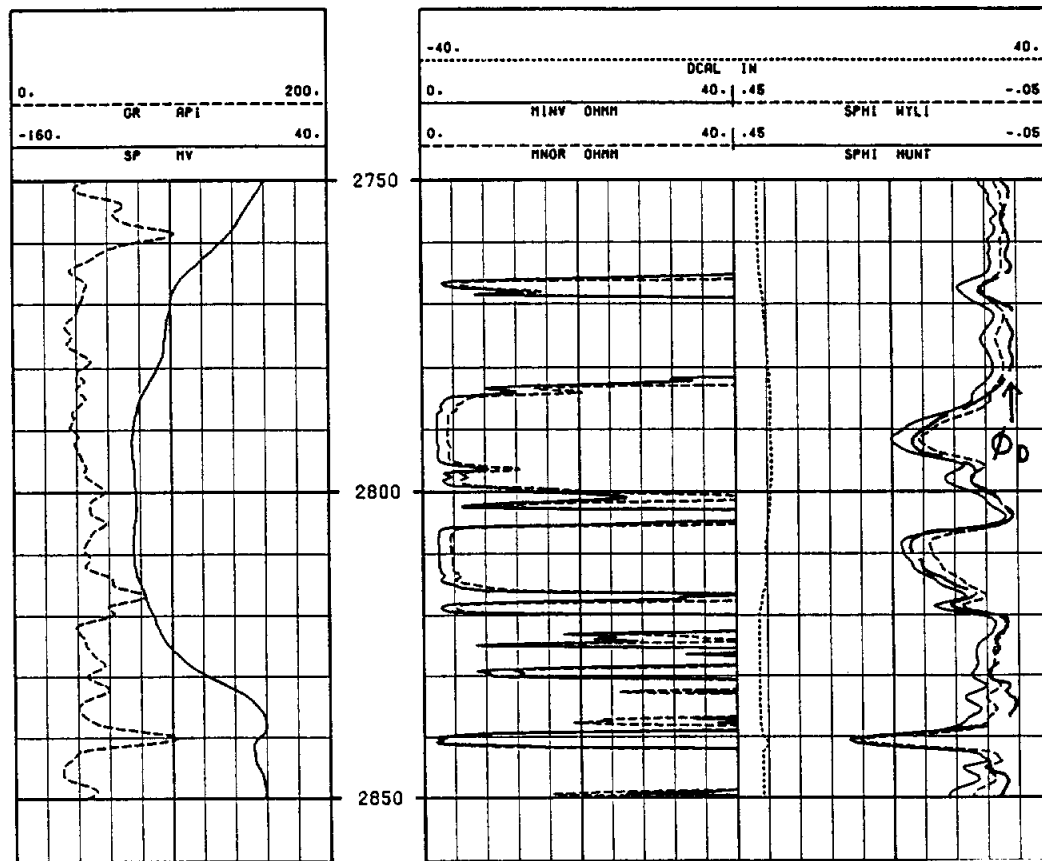 -40. 40.
DCAL IN
0. 200. 0. 40. .45 -.05
GR API MINV OHMM SPHI WYLI
-160. 40. 0. 40. .45 -.05
SP MV MNOR OHMM SPHI HUNT
2750
∅D
2800
2850